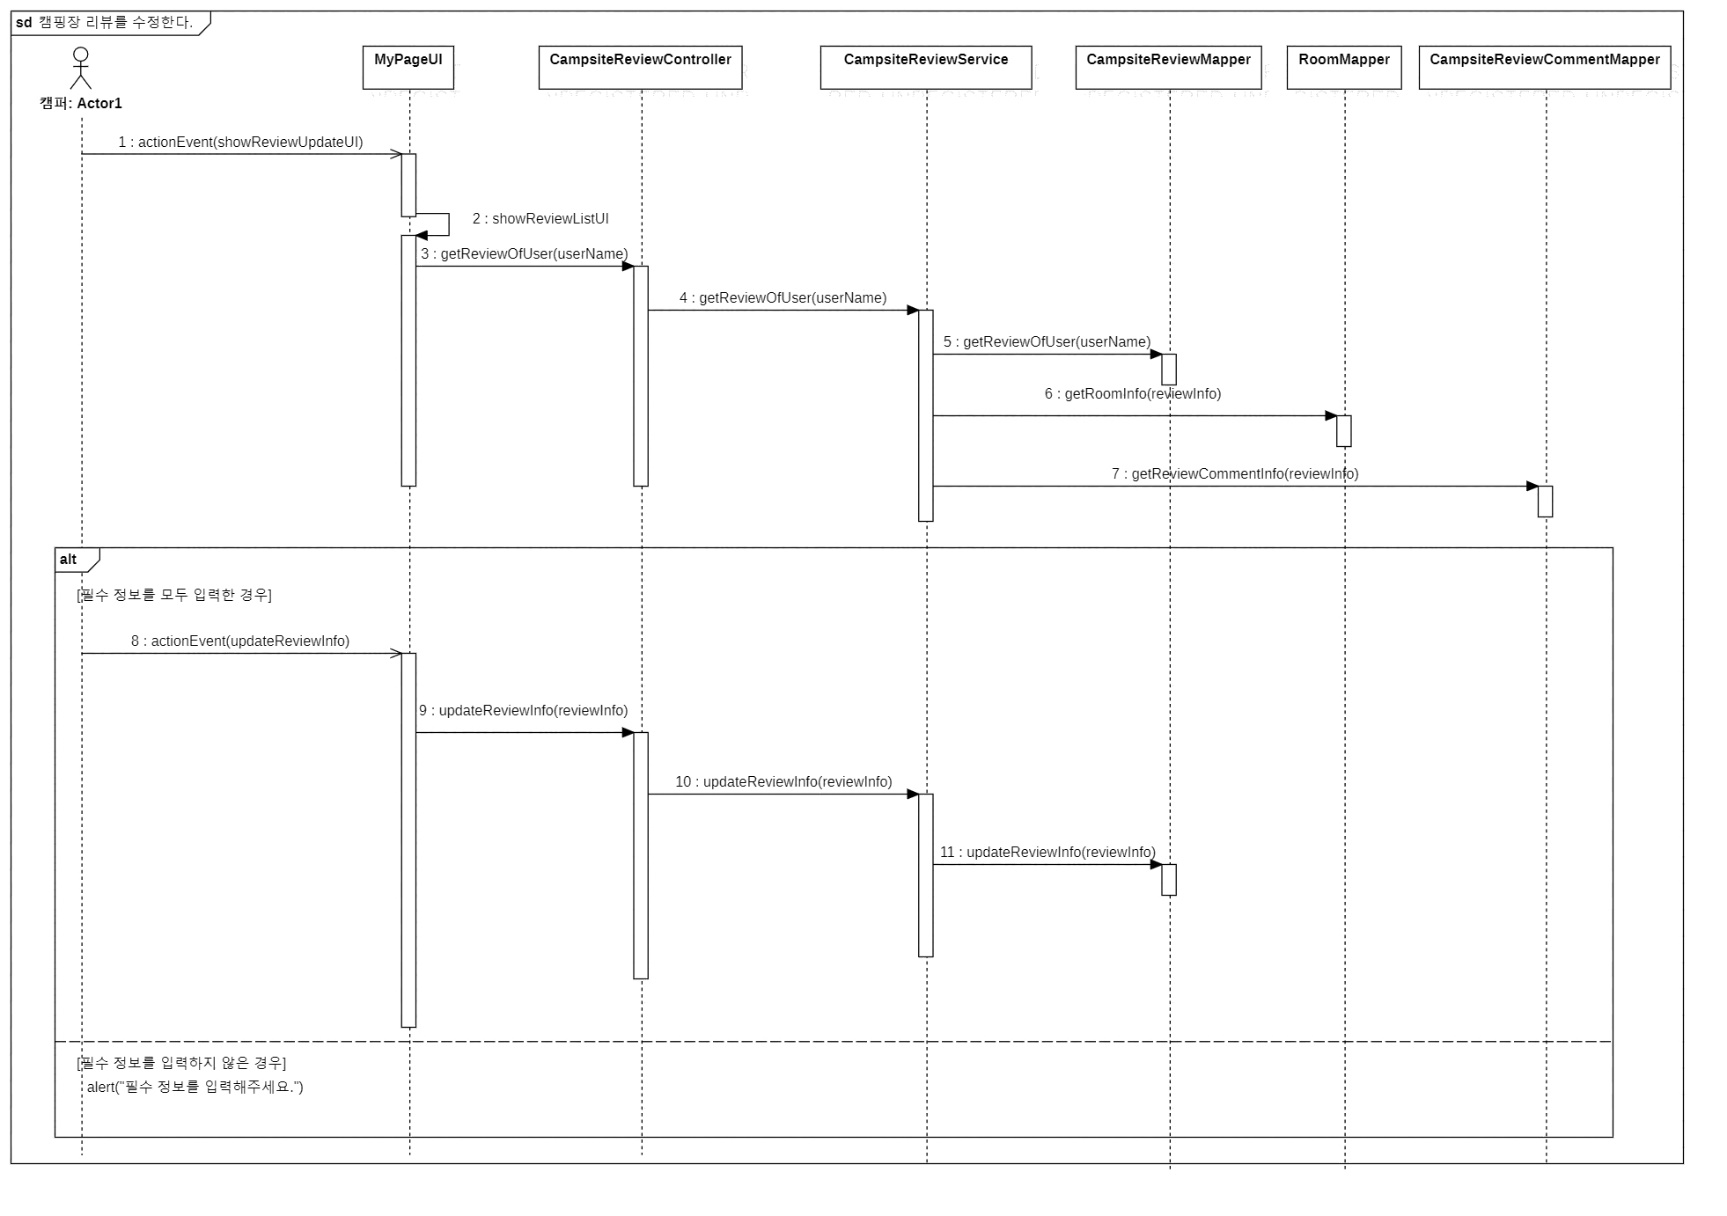 sd 캠핑장 리뷰를 수정한다.
캠퍼: Actor1
MyPageUI
CampsiteReviewController
CampsiteReviewService
CampsiteReviewMapper
RoomMapper
CampsiteReviewCommentMapper
1 : actionEvent(showReviewUpdateUI)
2 : showReviewListUI
3 : getReviewOfUser(userName)
4 : getReviewOfUser(userName)
5 : getReviewOfUser(userName)
6 : getRoomInfo(reviewInfo)
7 : getReviewCommentInfo(reviewInfo)
alt
[필수 정보를 모두 입력한 경우]
8 : actionEvent(updateReviewInfo)
9 : updateReviewInfo(reviewInfo)
10 : updateReviewInfo(reviewInfo)
11 : updateReviewInfo(reviewInfo)
[필수 정보를 입력하지 않은 경우]
alert("필수 정보를 입력해주세요.")